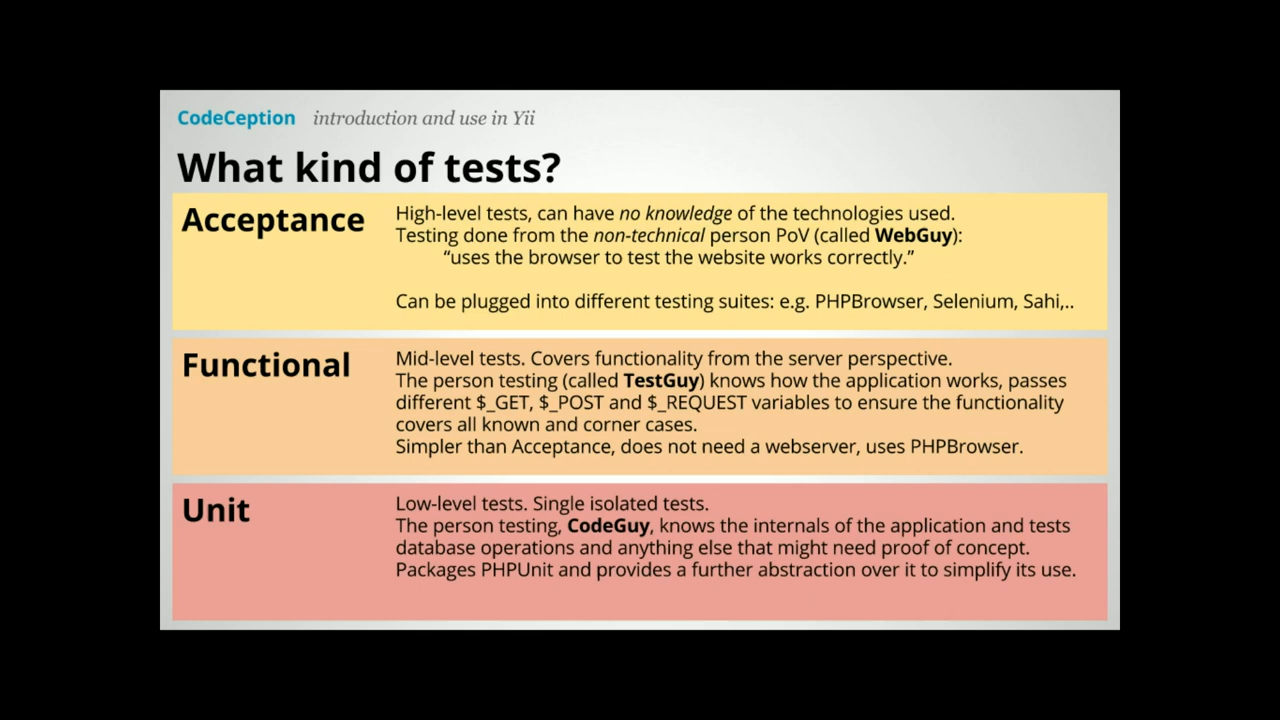 CodeCeption introduction and use in Yii
What kind of tests?
Acceptance
High-level tests, can have no knowledge of the technologies used.
Testing done from the non-technical person PoV (called WebGuy):
“uses the browser to test the website works correctly.”
Can be plugged into different testing suites: e.g. PHPBrowser, Selenium, Sahi,..
Functional
Mid-level tests. Covers functionality from the server perspective.
The person testing (called TestGuy) knows how the application works, passes
different $_GET, $_POST and $_REQUEST variables to ensure the functionality
covers all known and corner cases.
Simpler than Acceptance, does not need a webserver, uses PHPBrowser.
Unit
Low-level tests. Single isolated tests.
The person testing, CodeGuy, knows the internals of the application and tests
database operations and anything else that might need proof of concept.
Packages PHPUnit and provides a further abstraction over it to simplify its use.